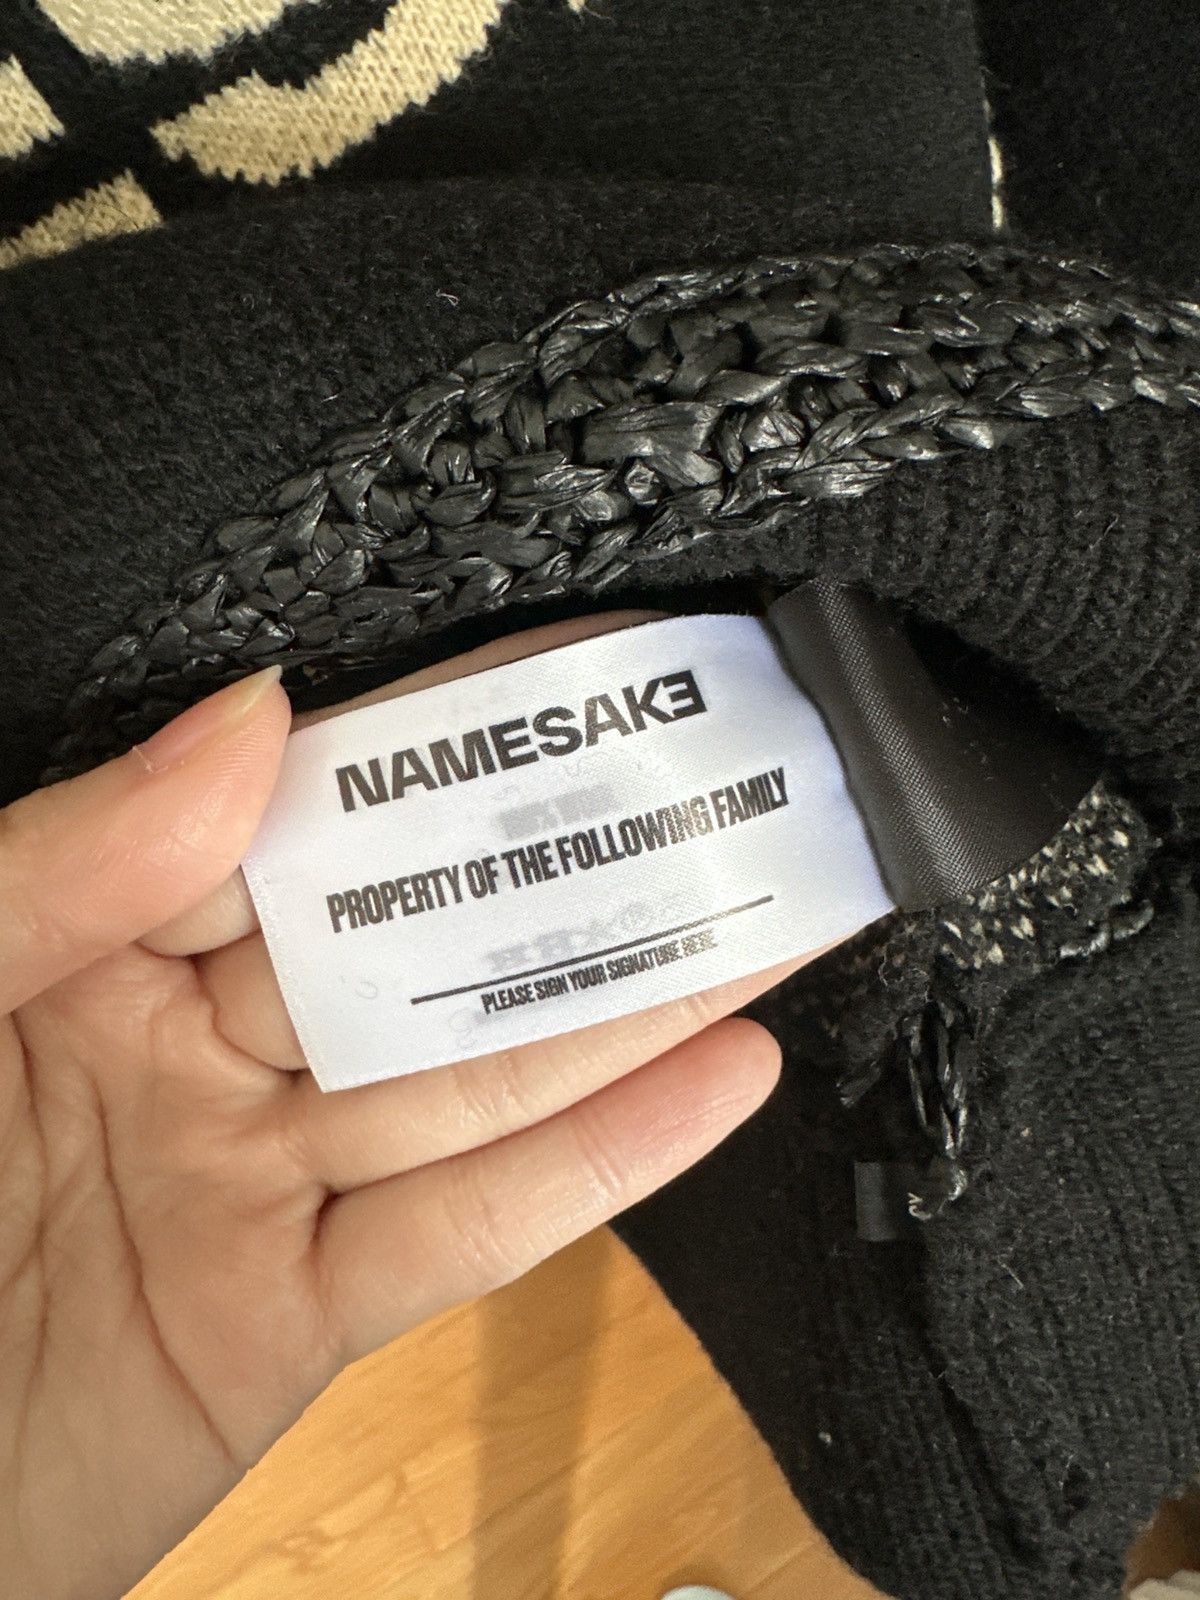 NAMESAKE
PROPERTY OF THE FOLLOWING FAMILY
PLEASE SIGN YOUR SIGNATURE HERE.